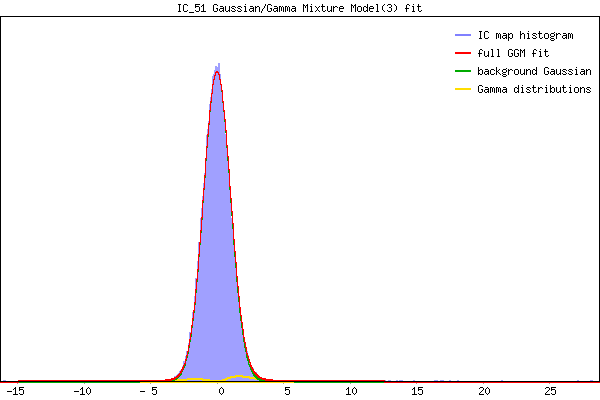 IC_51 Gaussian/Gamma Mixture Model(3) fit
IC map histogram
full GGM fit
background Gaussian
Gamma distributions
-15 -10 - 5 0 5 10 15 20 25